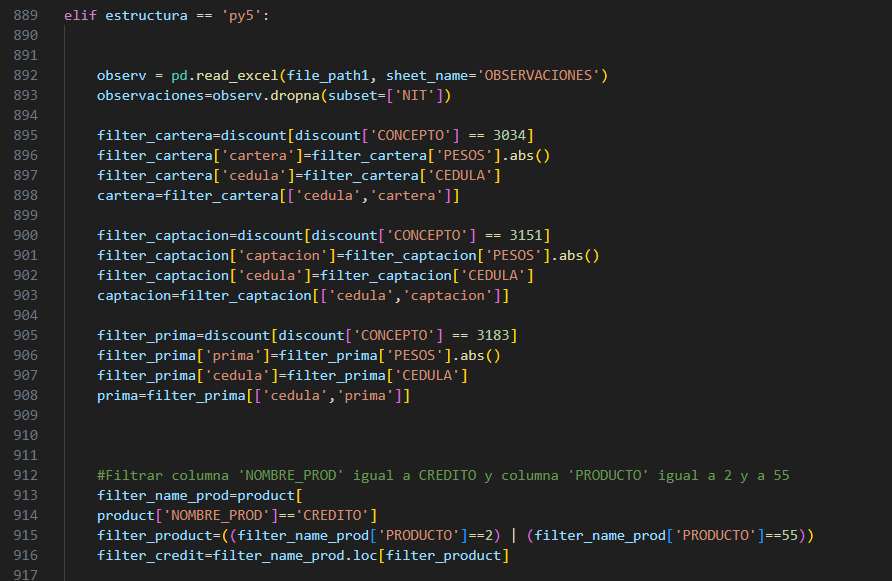 889 elif estructura == 'py5':
890
891
892 observ = pd.read_excel(file_path1, sheet_name='OBSERVACIONES')
893 observaciones=observ.dropna(subset=['NIT'])
894
895 filter_cartera=discount[discount['CONCEPTO'] == 3034]
896 filter_cartera['cartera']=filter_cartera['PESOS'].abs()
897 filter_cartera['cedula']=filter_cartera['CEDULA']
898 cartera=filter_cartera[['cedula','cartera']]
899
900 filter_captacion=discount[discount['CONCEPTO'] == 3151]
901 filter_captacion['captacion']=filter_captacion['PESOS'].abs()
902 filter_captacion['cedula']=filter_captacion['CEDULA']
903 captacion=filter_captacion[['cedula','captacion']]
904
905 filter_prima=discount[discount['CONCEPTO'] == 3183]
906 filter_prima['prima']=filter_prima['PESOS'].abs()
907 filter_prima['cedula']=filter_prima['CEDULA']
908 prima=filter_prima[['cedula','prima']]
909
910
911
912 #Filtrar columna 'NOMBRE_PROD' igual a CREDITO y columna 'PRODUCTO' igual a 2 y a 55
913 filter_name_prod=product[
914 product['NOMBRE_PROD']=='CREDITO']
915 filter_product=((filter_name_prod['PRODUCTO']==2) | (filter_name_prod['PRODUCTO']==55))
916 filter_credit=filter_name_prod.loc[filter_product]
917